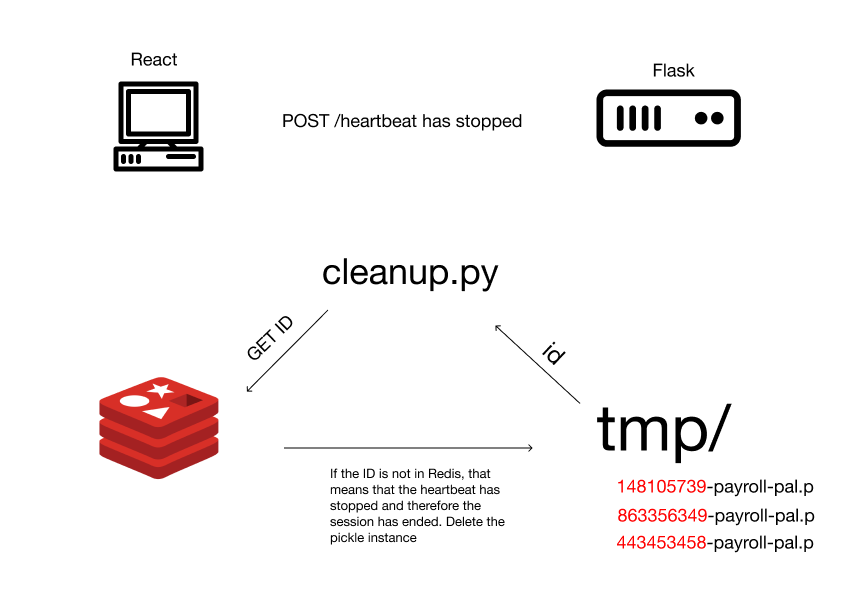 React
Flask
POST /heartbeat has stopped
cleanup.py
GET ID
id
tmp/
If the ID is not in Redis, that
means that the heartbeat has
stopped and therefore the
session has ended. Delete the
pickle instance
148105739-payroll-pal.p
863356349-payroll-pal.p
443453458-payroll-pal.p